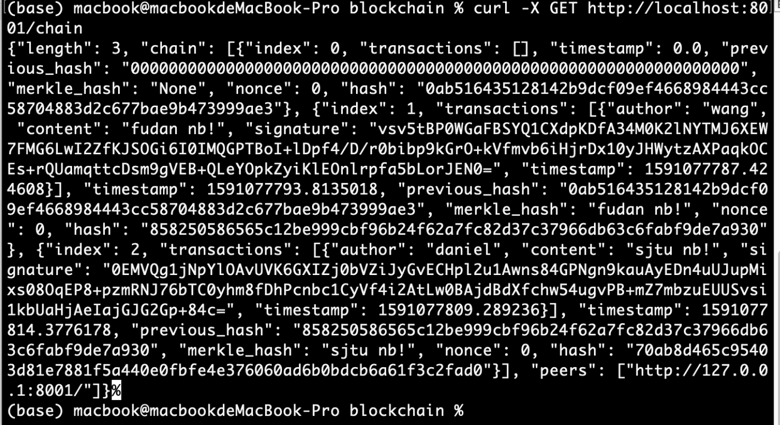 (base) macbook@macbookdeMacBook-Pro blockchain % curl -X GET http://localhost:80
01/chain
{"length": 3, "chain": [{"index": 0, "transactions": [], "timestamp": 0.0, "prev
ious_hash": "0000000000000000000000000000000000000000000000000000000000000000",
"merkle_hash": "None", "nonce": 0, "hash": "0ab516435128142b9dcf09ef4668984443cc
58704883d2c677bae9b473999ae3"}, {"index": 1, "transactions": [{"author": "wang",
"content": "fudan nb!", "signature": "vsv5tBP0WGaFBSYQ1CXdpKDfA34M0K2lNYTMJ6XEW
7FMG6LwI2ZfKJSOGi6I0IMQGPTBoI+lDpf4/D/r0bibp9kGrO+kVfmvb6iHjrDx10yJHWytzAXPaqkOC
Es+rQUamqttcDsm9gVEB+QLeYOpkZyiKlEOnlrpfa5bLorJEN0=", "timestamp": 1591077787.42
4608}], "timestamp": 1591077793.8135018, "previous_hash": "0ab516435128142b9dcf0
9ef4668984443cc58704883d2c677bae9b473999ae3", "merkle_hash": "fudan nb!", "nonce
": 0, "hash": "858250586565c12be999cbf96b24f62a7fc82d37c37966db63c6fabf9de7a930"
}, {"index": 2, "transactions": [{"author": "daniel", "content": "sjtu nb!", "si
gnature": "0EMVQg1jNpYlOAvUVK6GXIZj0bVZiJyGvECHpl2u1Awns84GPNgn9kauAyEDn4uUJupMi
xs08OqEP8+pzmRNJ76bTC0yhm8fDhPcnbc1CyVf4i2AtLw0BAjdBdXfchw54ugvPB+mZ7mbzuEUUSvsi
1kbUaHjAeIajGJG2Gp+84c=", "timestamp": 1591077809.289236}], "timestamp": 1591077
814.3776178, "previous_hash": "858250586565c12be999cbf96b24f62a7fc82d37c37966db6
3c6fabf9de7a930", "merkle_hash": "sjtu nb!", "nonce": 0, "hash": "70ab8d465c9540
3d81e7881f5a440e0fbfe4e376060ad6b0bdcb6a61f3c2fad0"}], "peers": ["http://127.0.0
.1:8001/"]}%
(base) macbook@macbookdeMacBook-Pro blockchain %